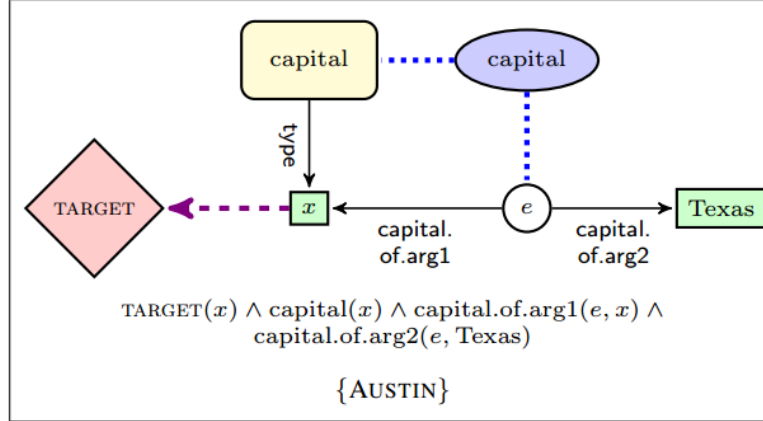 capital
capital
type
TARGET
x
e
Texas
capital.
of.arg1
capital.
of.arg2
TARGET(x) ∧ capital(x) ∧ capital.of.arg1(e, x) ∧
capital.of.arg2(e, Texas)
{AUSTIN}